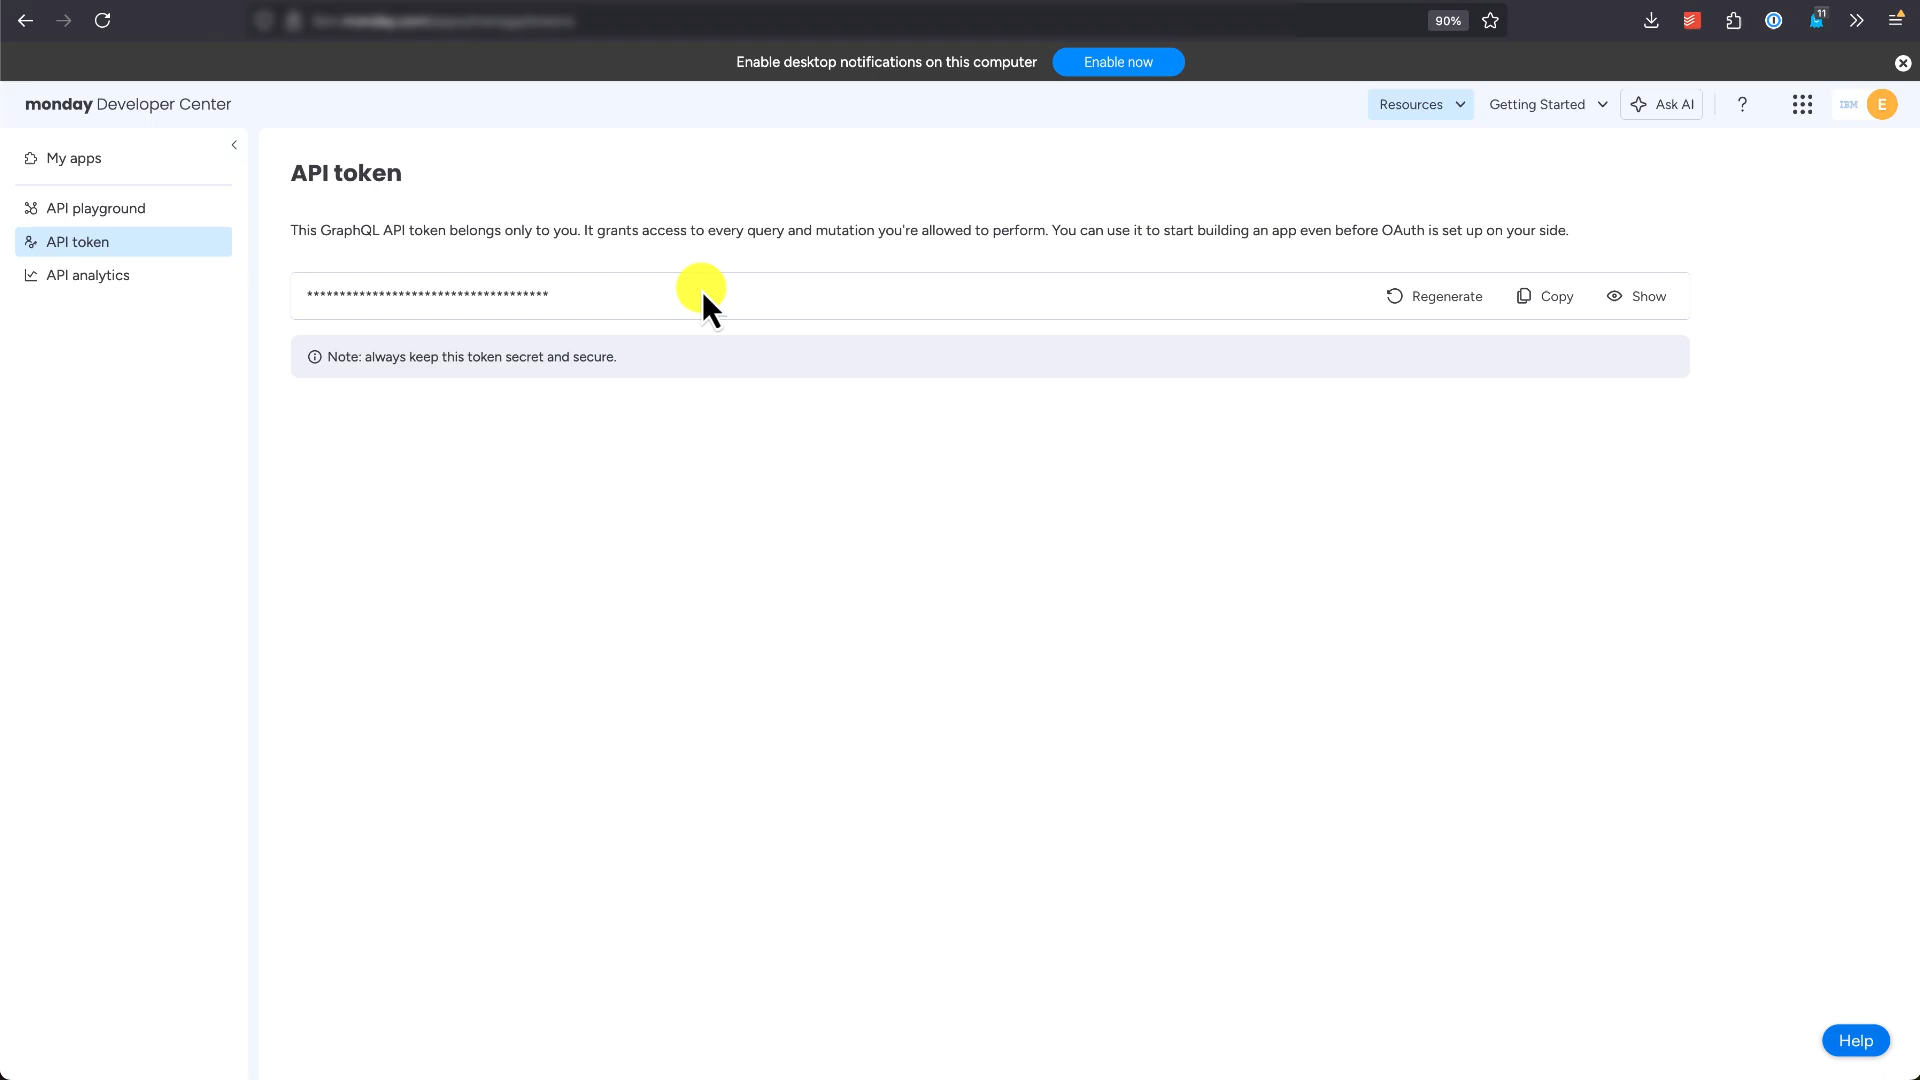 90%
11
Enable desktop notifications on this computer
Enable now
monday Developer Center
Resources
Getting Started
Ask AI
?
IBM
E
My apps
API playground
API token
API analytics
API token
This GraphQL API token belongs only to you. It grants access to every query and mutation you're allowed to perform. You can use it to start building an app even before OAuth is set up on your side.
*************************************
Regenerate
Copy
Show
Note: always keep this token secret and secure.
Help